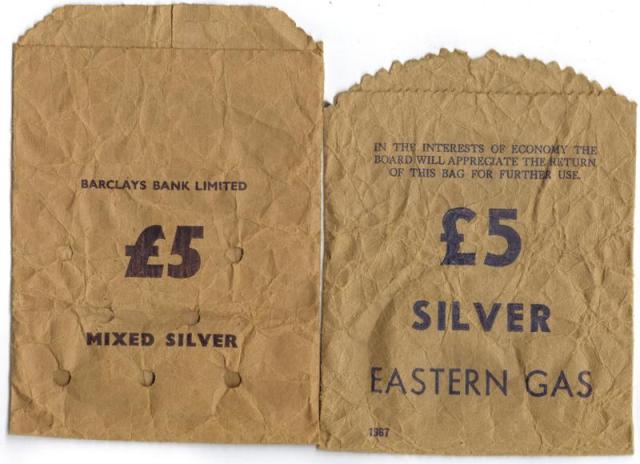 BARCLAYS BANK LIMITED
£5
MIXED SILVER
IN THE INTERESTS OF ECONOMY THE
BOARD WILL APPRECIATE THE RETURN
OF THIS BAG FOR FURTHER USE.
£5
SILVER
EASTERN GAS
1967